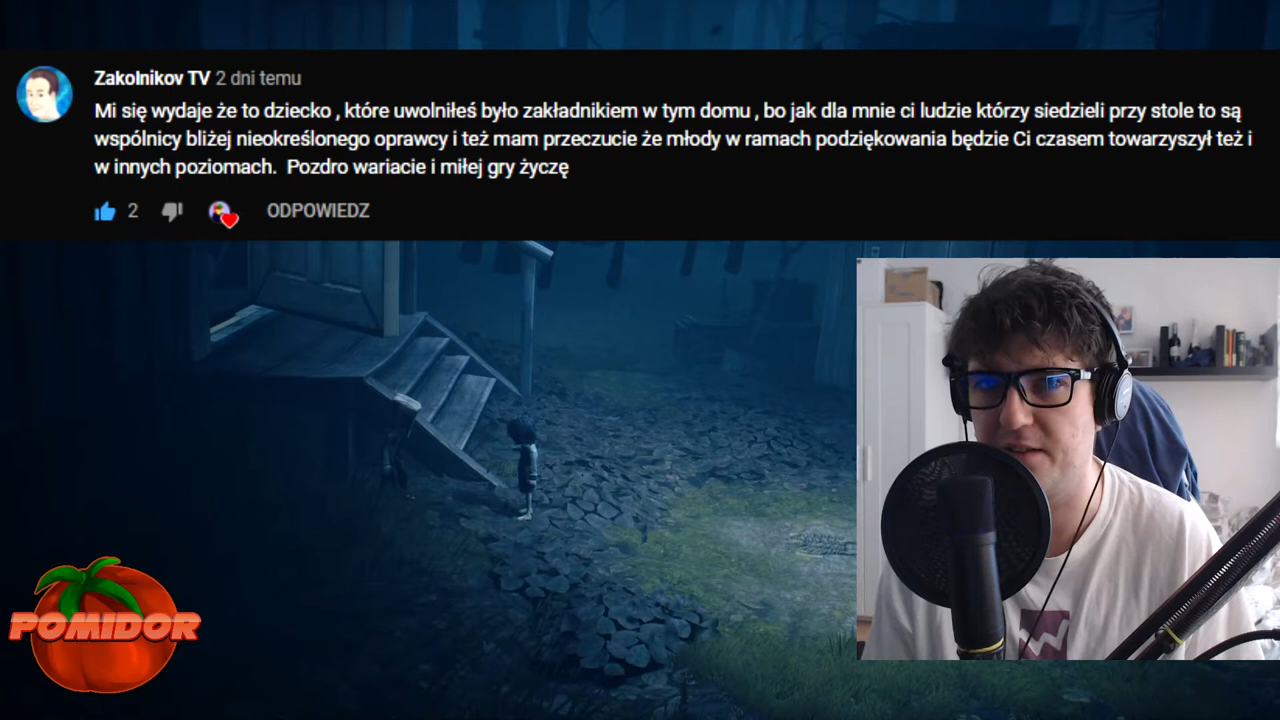 Zakolnikov TV 2 dni temu
Mi się wydaje że to dziecko , które uwolniłeś było zakładnikiem w tym domu , bo jak dla mnie ci ludzie którzy siedzieli przy stole to są
wspólnicy bliżej nieokreślonego oprawcy i też mam przeczucie że młody w ramach podziękowania będzie Ci czasem towarzyszył też i
w innych poziomach.  Pozdro wariacie i miłej gry życzę
2 ODPOWIEDZ
POMIDOR